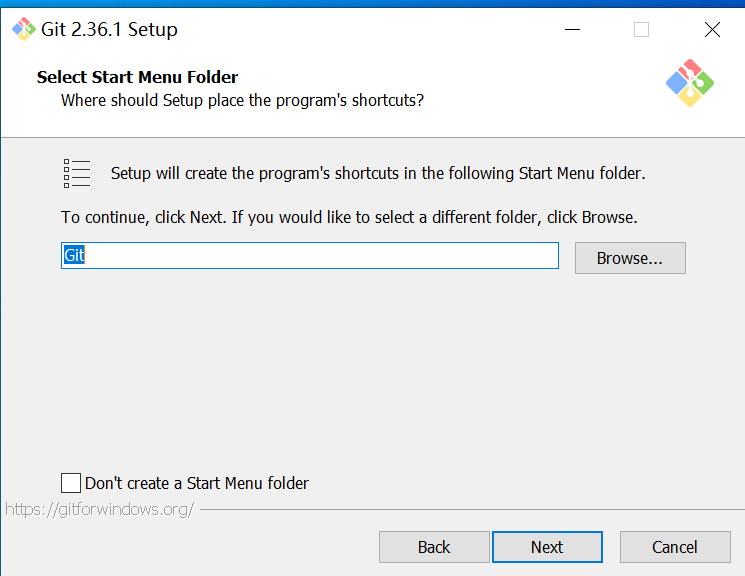 Git 2.36.1 Setup
Select Start Menu Folder
Where should Setup place the program's shortcuts?
Setup will create the program's shortcuts in the following Start Menu folder.
To continue, click Next. If you would like to select a different folder, click Browse.
Git
Browse...
Don't create a Start Menu folder
https://gitforwindows.org/
Back Next Cancel